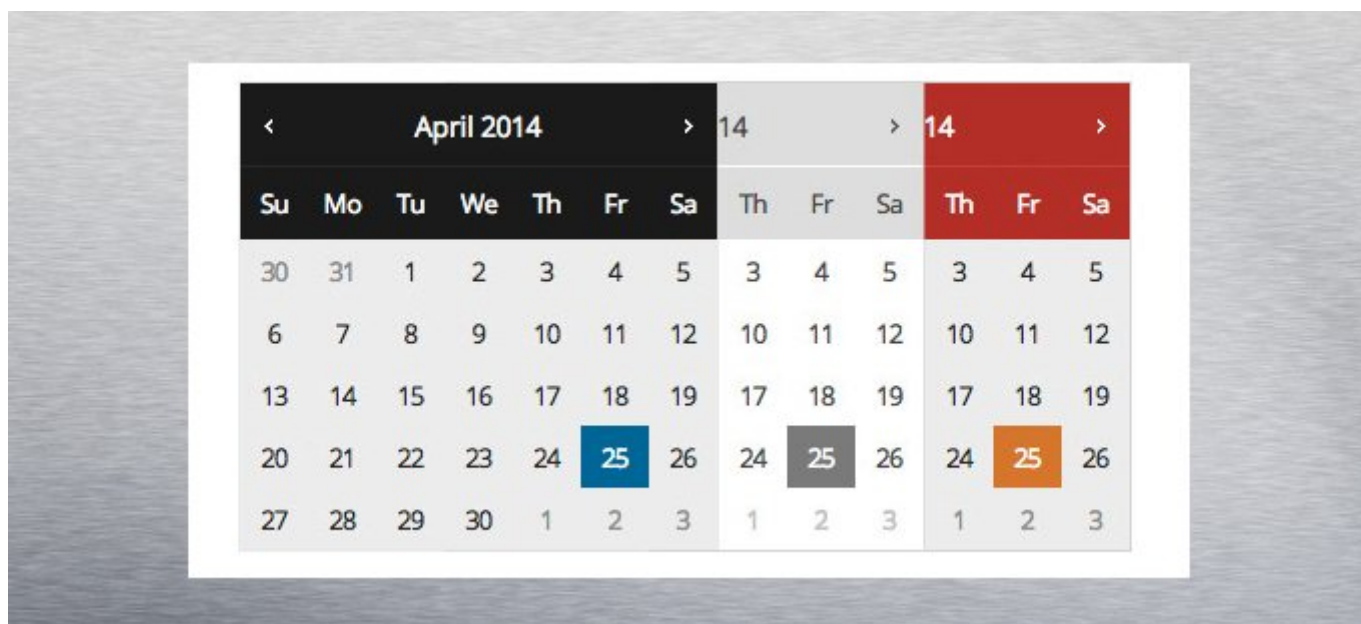 ‹ April 2014 › 14 › 14 ›
Su Mo Tu We Th Fr Sa Th Fr Sa Th Fr Sa
30 31 1 2 3 4 5 3 4 5 3 4 5
6 7 8 9 10 11 12 10 11 12 10 11 12
13 14 15 16 17 18 19 17 18 19 17 18 19
20 21 22 23 24 25 26 24 25 26 24 25 26
27 28 29 30 1 2 3 1 2 3 1 2 3